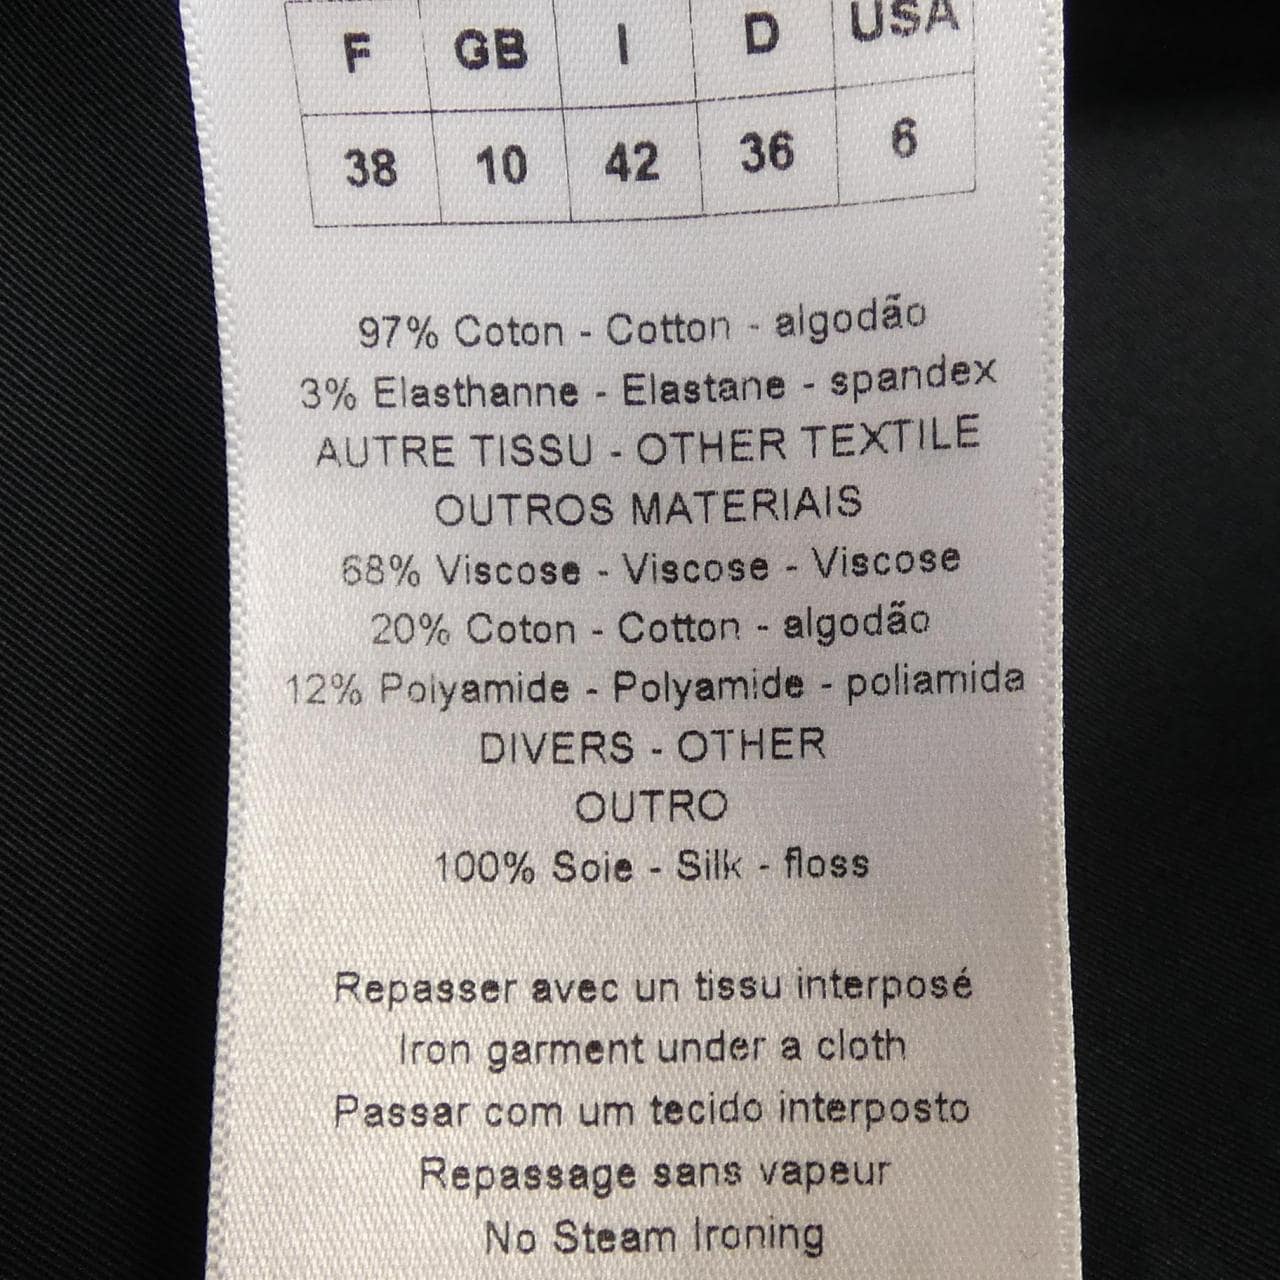 F GB I D USA
38 10 42 36 6
97% Coton - Cotton - algodão
3% Elasthanne - Elastane - spandex
AUTRE TISSU - OTHER TEXTILE
OUTROS MATERIAIS
68% Viscose - Viscose - Viscose
20% Coton - Cotton - algodão
12% Polyamide - Polyamide - poliamida
DIVERS - OTHER
OUTRO
100% Soie - Silk - floss
Repasser avec un tissu interposé
Iron garment under a cloth
Passar com um tecido interposto
Repassage sans vapeur
No Steam Ironing